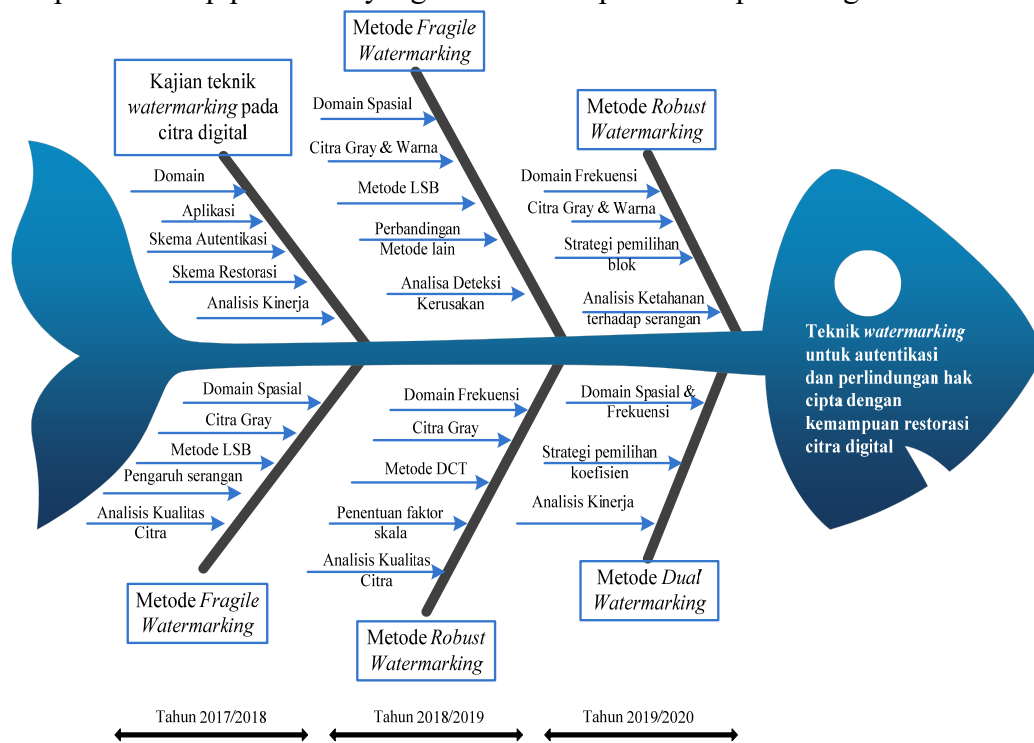 Metode Fragile
Watermarking
Kajian teknik
watermarking pada
citra digital
Metode Robust
Watermarking
Domain
Aplikasi
Skema Autentikasi
Skema Restorasi
Analisis Kinerja
Domain Spasial
Citra Gray & Warna
Metode LSB
Perbandingan
Metode lain
Analisa Deteksi
Kerusakan
Domain Frekuensi
Citra Gray & Warna
Strategi pemilihan
blok
Analisis Ketahanan
terhadap serangan
Teknik watermarking
untuk autentikasi
dan perlindungan hak
cipta dengan
kemampuan restorasi
citra digital
Domain Spasial
Citra Gray
Metode LSB
Pengaruh serangan
Analisis Kualitas
Citra
Domain Frekuensi
Citra Gray
Metode DCT
Penentuan faktor
skala
Analisis Kualitas
Citra
Domain Spasial &
Frekuensi
Strategi pemilihan
koefisien
Analisis Kinerja
Metode Fragile
Watermarking
Metode Robust
Watermarking
Metode Dual
Watermarking
Tahun 2017/2018
Tahun 2018/2019
Tahun 2019/2020